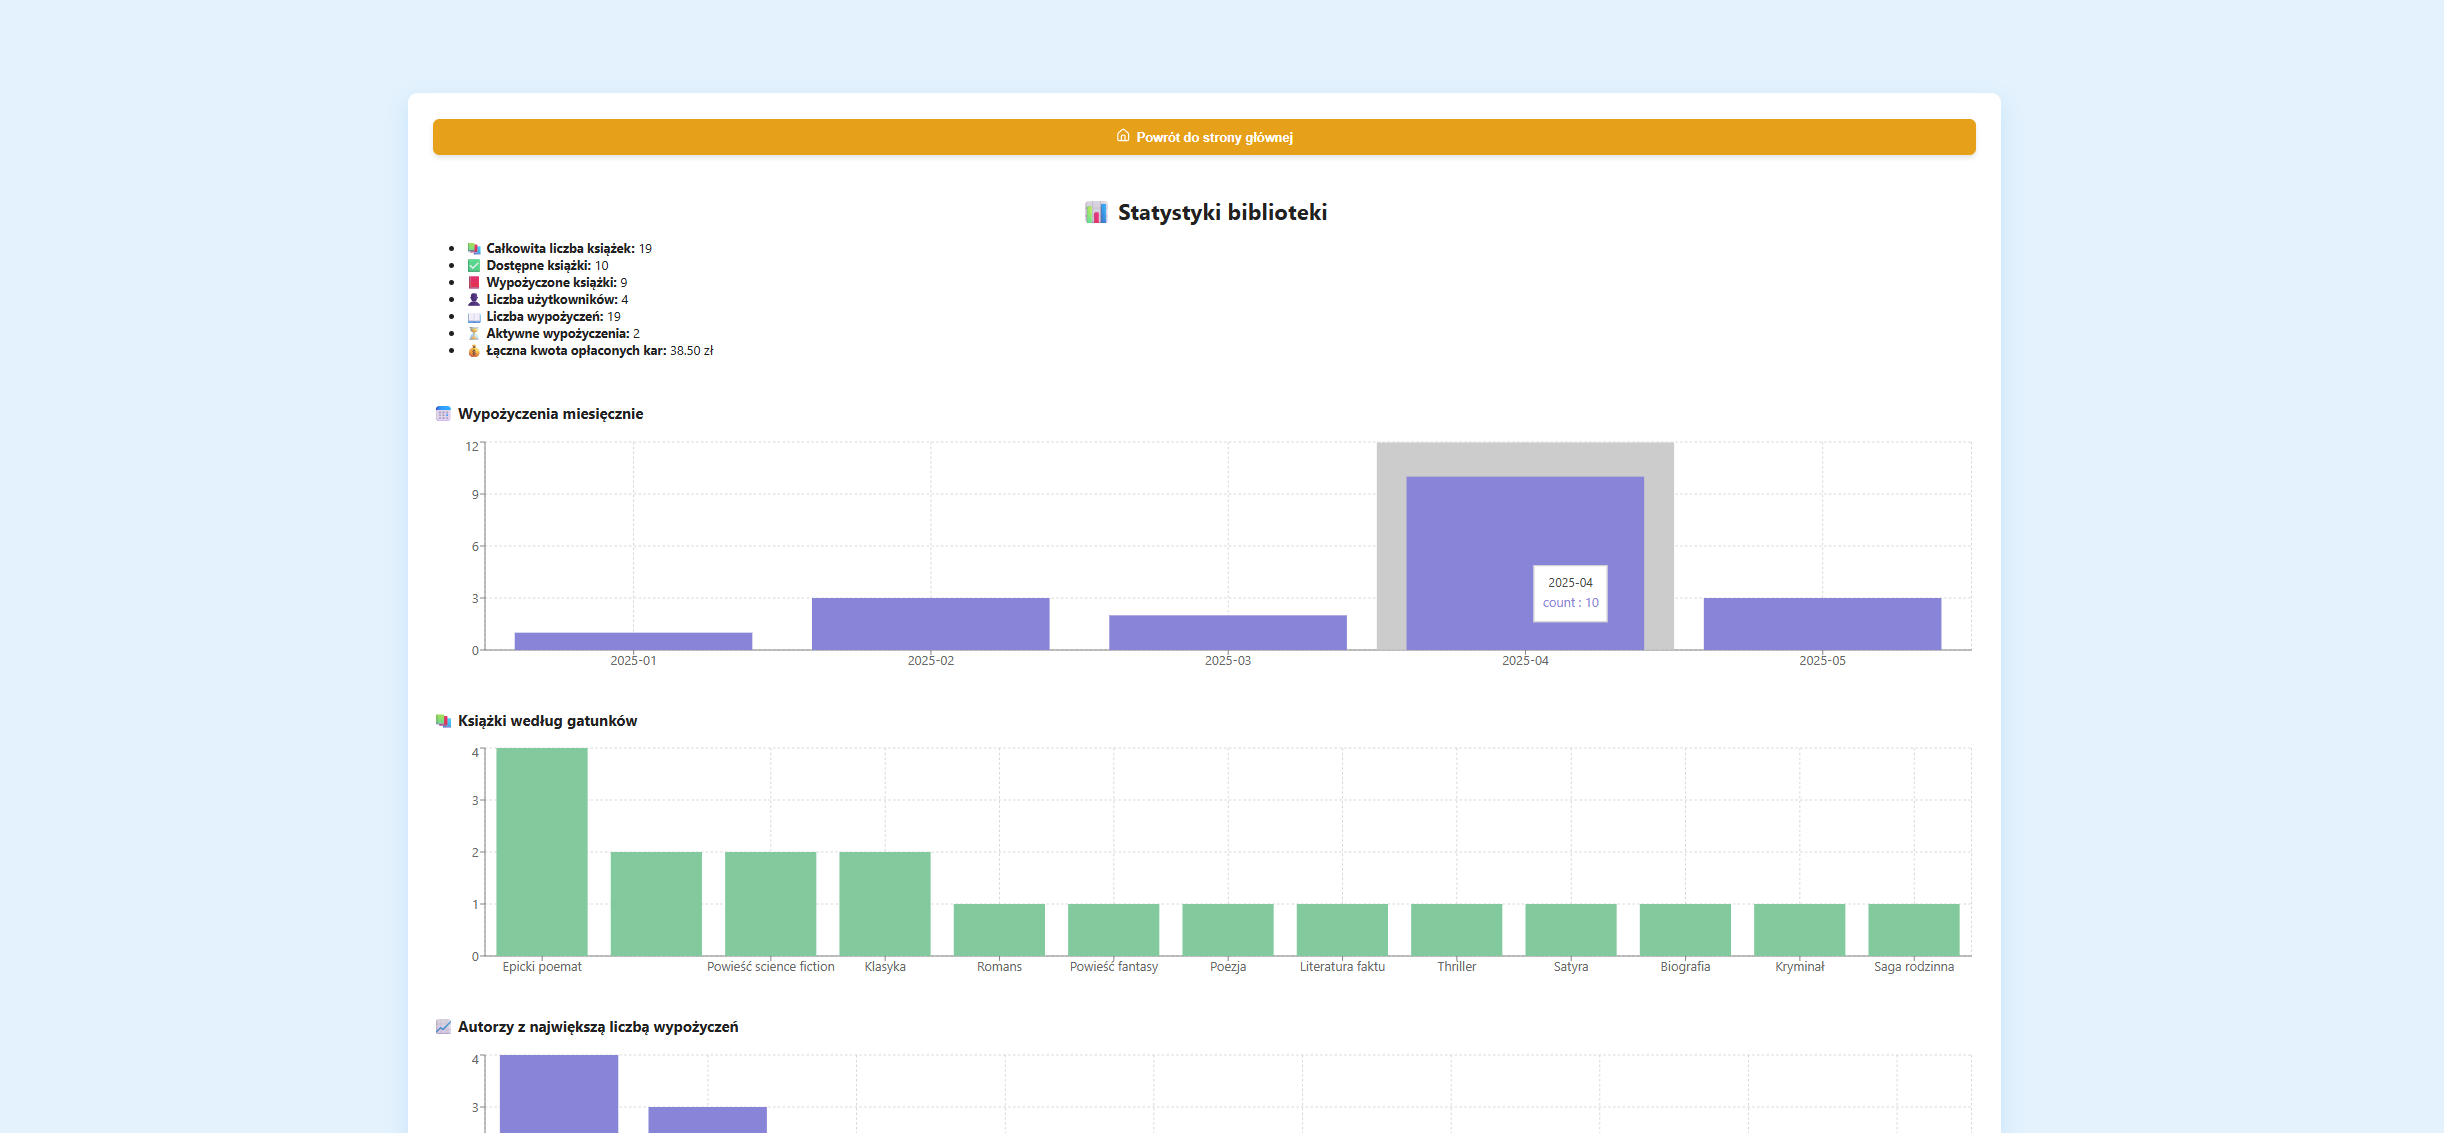 Powrót do strony głównej
Statystyki biblioteki
Całkowita liczba książek: 19
Dostępne książki: 10
Wypożyczone książki: 9
Liczba użytkowników: 4
Liczba wypożyczeń: 19
Aktywne wypożyczenia: 2
Łączna kwota opłaconych kar: 38.50 zł
Wypożyczenia miesięcznie
12
9
6
3
0
2025-04
count : 10
2025-01 2025-02 2025-03 2025-04 2025-05
Książki według gatunków
4
3
2
1
0
Epicki poemat Powieść science fiction Klasyka Romans Powieść fantasy Poezja Literatura faktu Thriller Satyra Biografia Kryminał Saga rodzinna
Autorzy z największą liczbą wypożyczeń
4
3